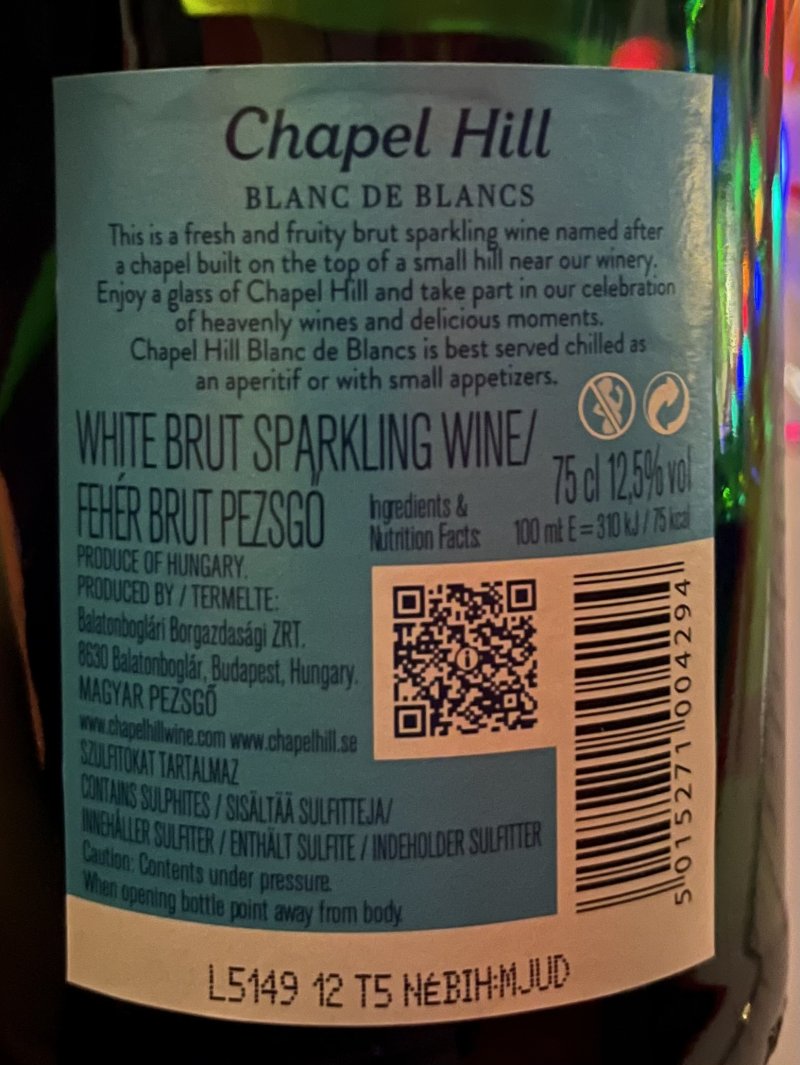 Chapel Hill
BLANC DE BLANCS
This is a fresh and fruity brut sparkling wine named after
a chapel built on the top of a small hill near our winery.
Enjoy a glass of Chapel Hill and take part in our celebration
of heavenly wines and delicious moments.
Chapel Hill Blanc de Blancs is best served chilled as
an aperitif or with small appetizers.
WHITE BRUT SPARKLING WINE/
FEHÉR BRUT PEZSGŐ
75 cl 12,5% vol
Ingredients &
Nutrition Facts
100 ml E=310 kJ / 75 kcal
PRODUCE OF HUNGARY.
PRODUCED BY / TERMELTE:
Balatonboglári Borgazdasági ZRT.
8630 Balatonboglár, Budapest, Hungary.
MAGYAR PEZSGŐ
www.chapelhillwine.com www.chapelhill.se
SZULFITOKAT TARTALMAZ
CONTAINS SULPHITES / SISÄLTÄÄ SULFIITTEJA/
INNEHÅLLER SULFITER / ENTHÄLT SULFITE / INDEHOLDER SULFITTER
Caution: Contents under pressure.
When opening bottle point away from body.
i
5 015271 004294
L5149 12 T5 NÉBIH:MJUD